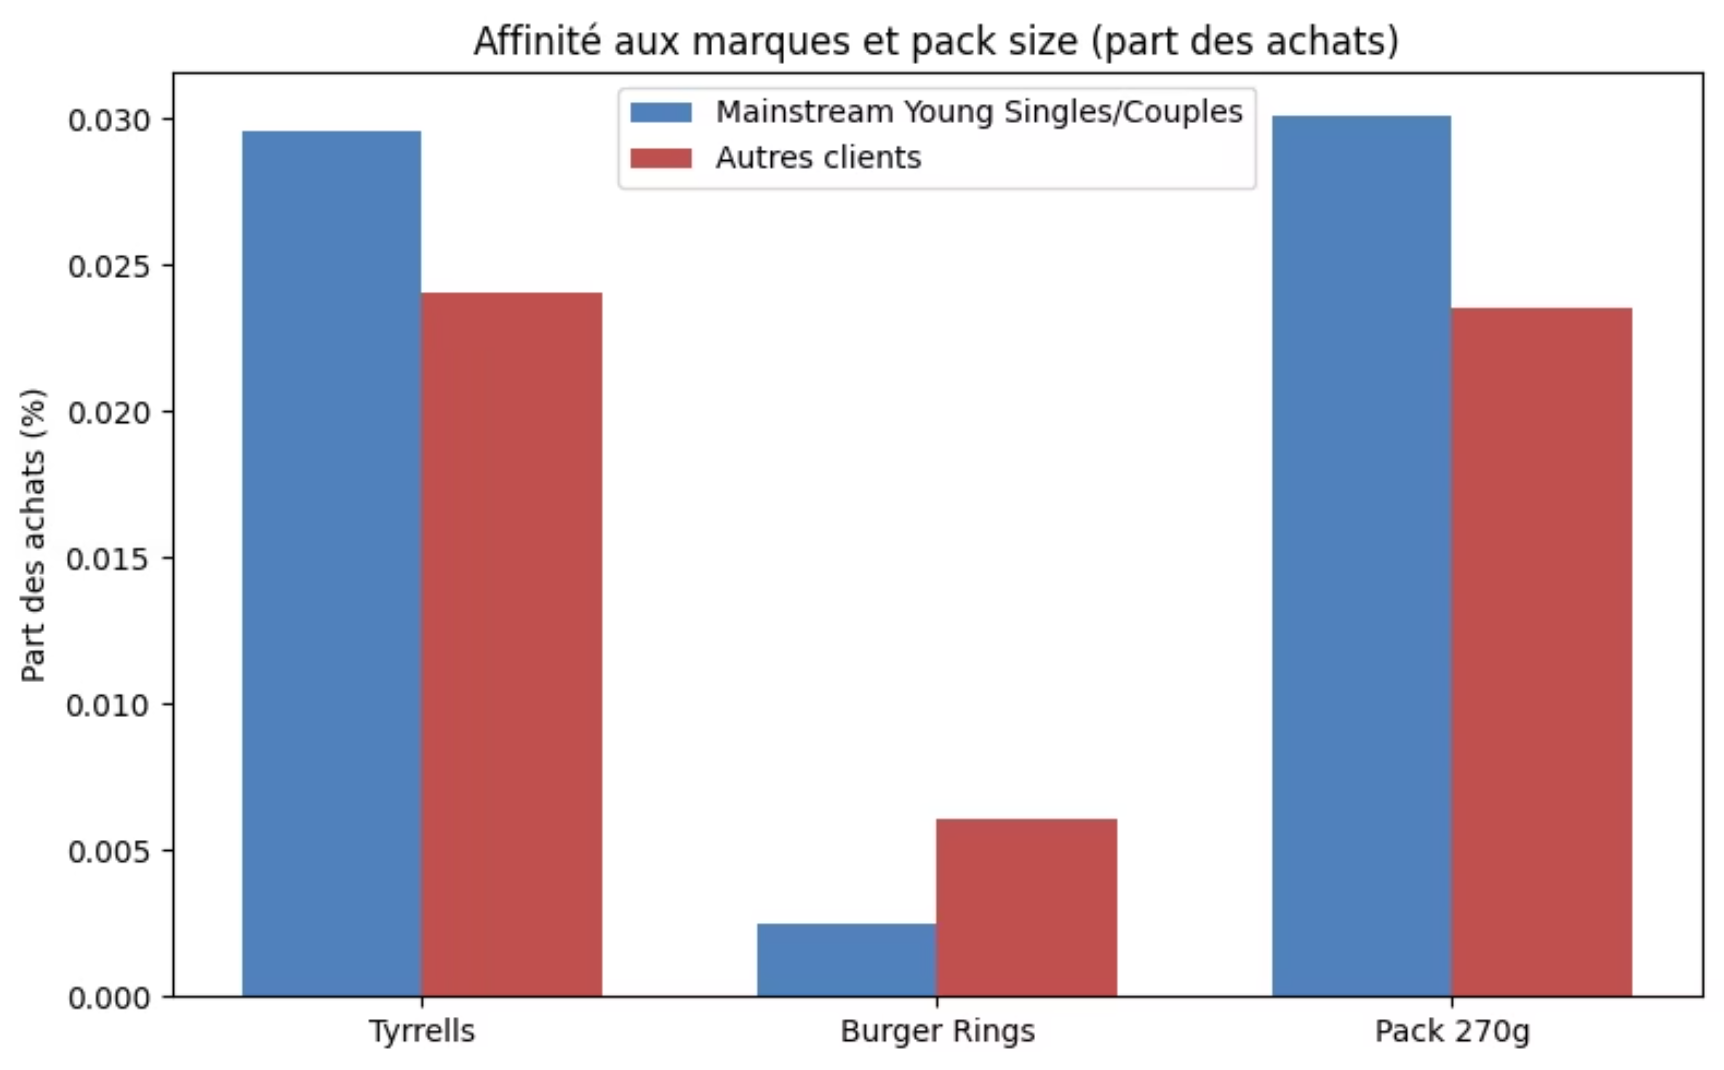 Affinité aux marques et pack size (part des achats)
Mainstream Young Singles/Couples
Autres clients
Part des achats (%)
0.030
0.025
0.020
0.015
0.010
0.005
0.000
Tyrrells
Burger Rings
Pack 270g